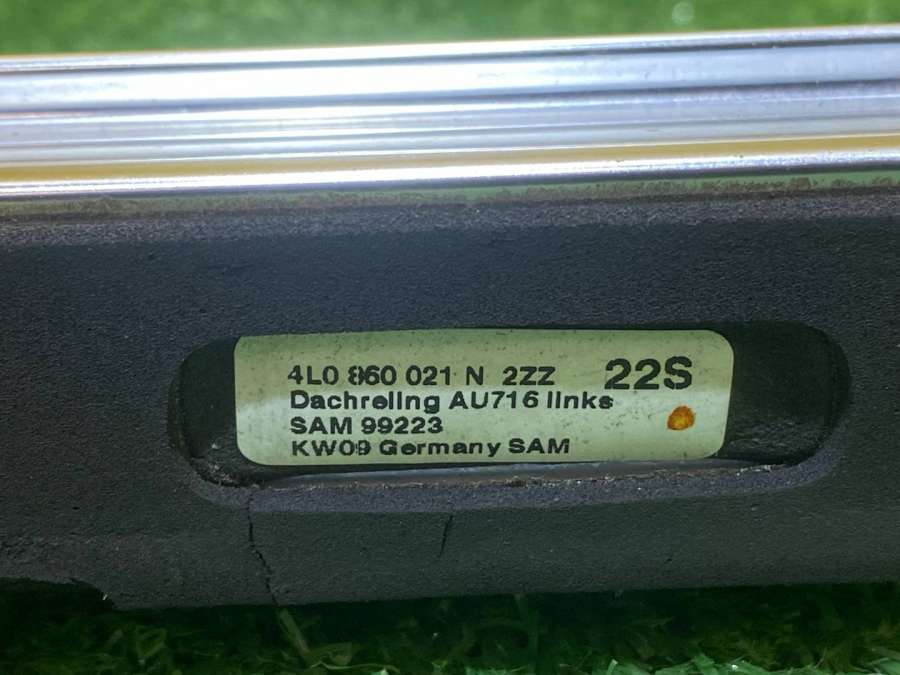 4L0 860 021 N 2ZZ 22S
Dachreling AU716 links
SAM 99223
KW09 Germany SAM